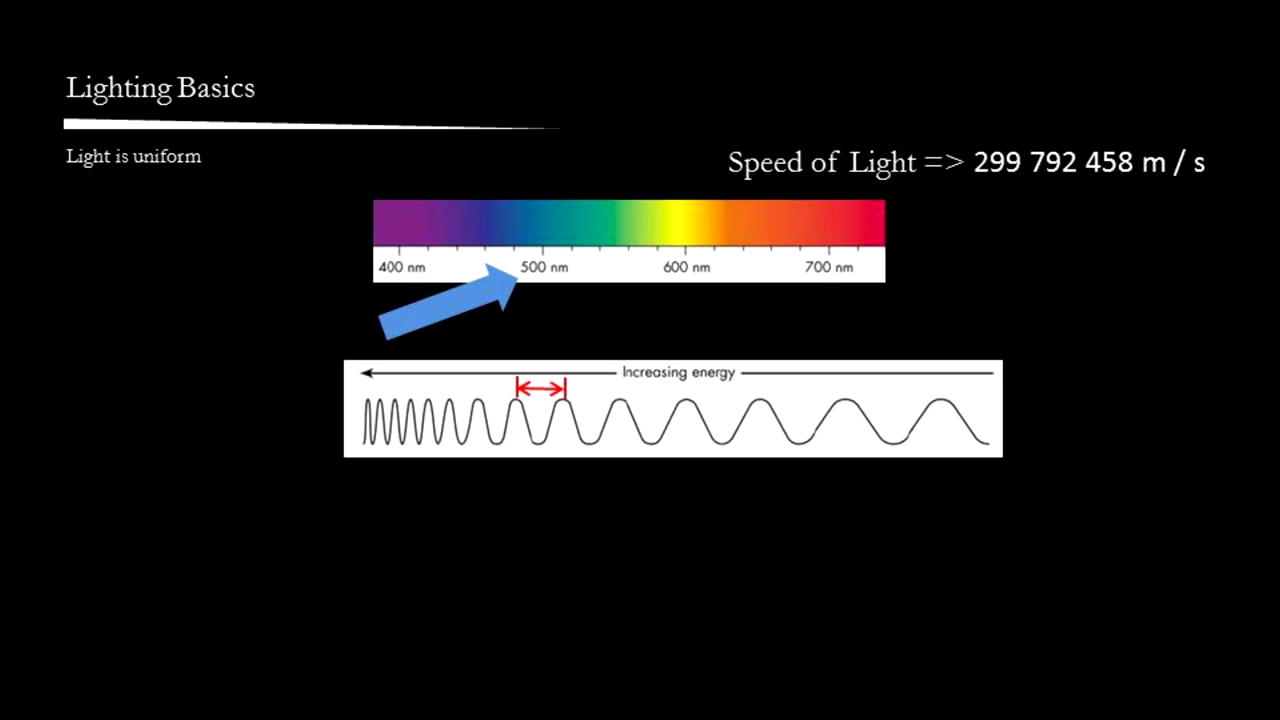 Lighting Basics
Light is uniform
Speed of Light => 299 792 458 m / s
400 nm 500 nm 600 nm 700 nm
Increasing energy